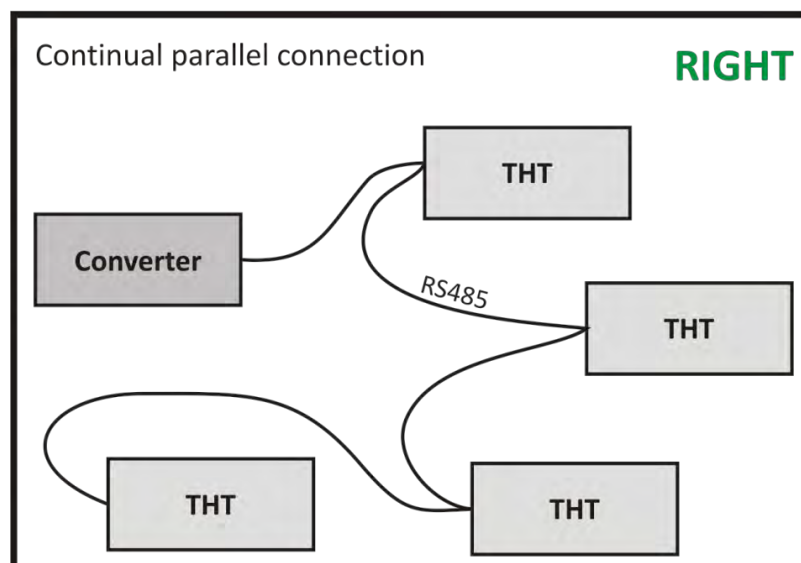 Continual parallel connection
RIGHT
THT
Converter
RS485
THT
THT
THT